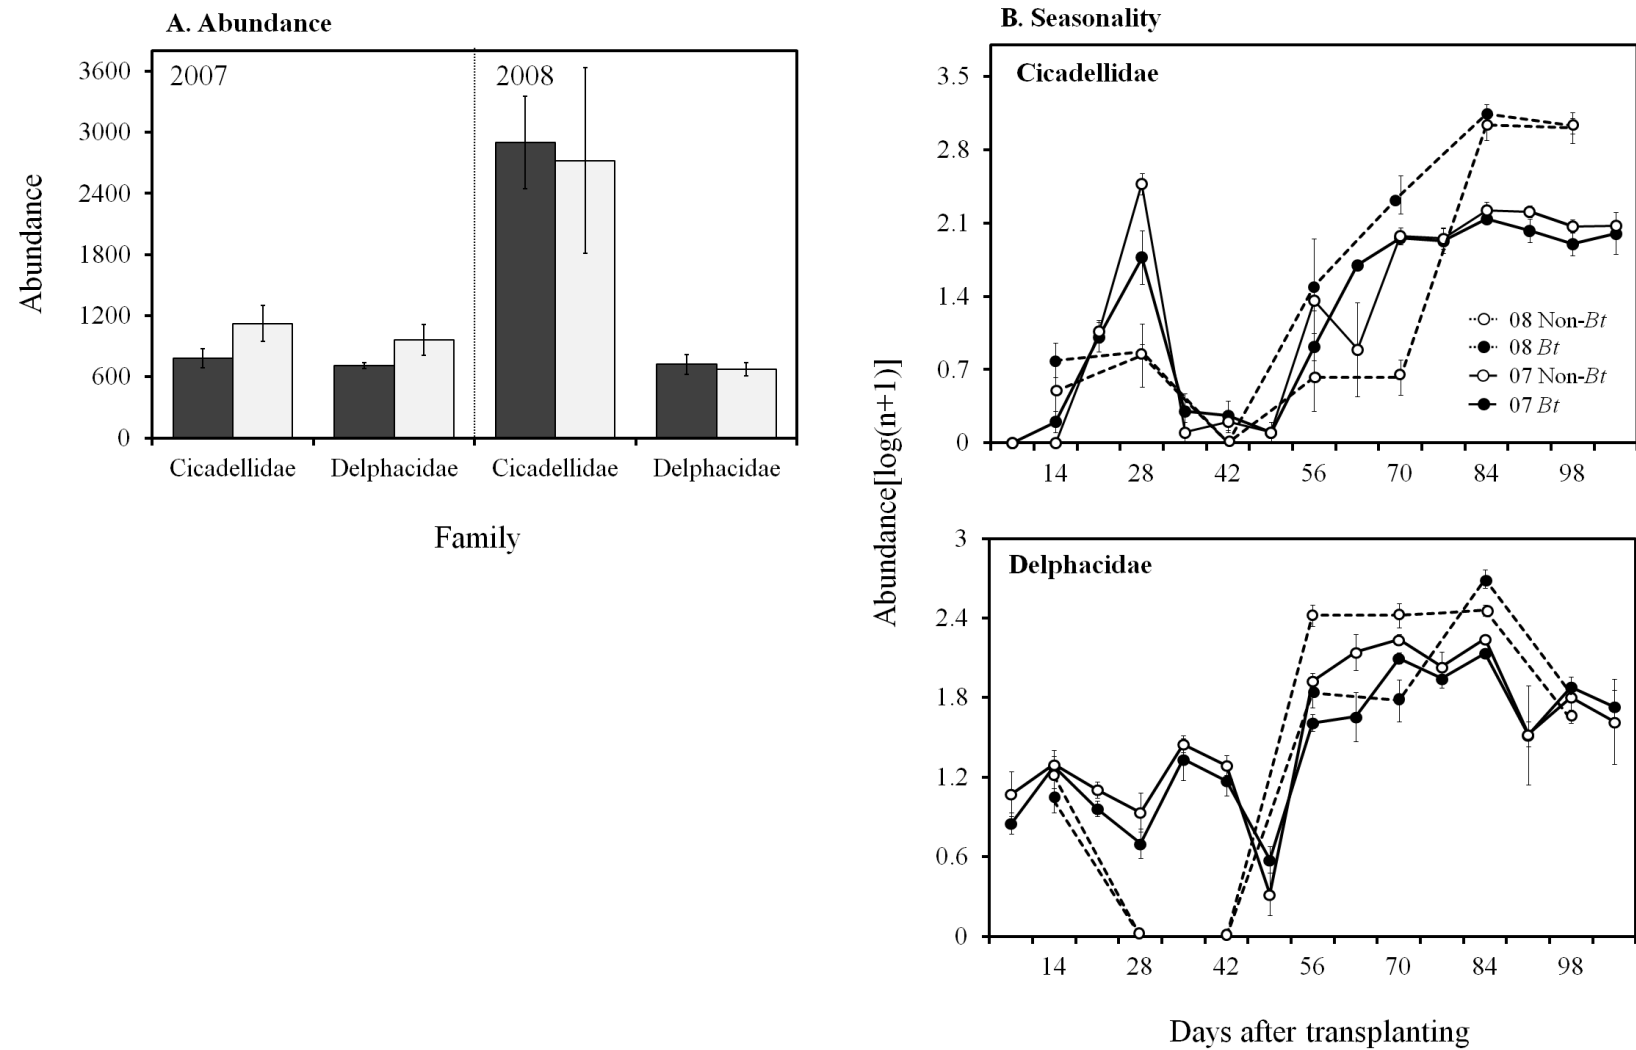 A. Abundance
2007
2008
3600
3000
2400
1800
1200
600
0
Abundance
Cicadellidae
Delphacidae
Cicadellidae
Delphacidae
Family
B. Seasonality
Cicadellidae
3.5
2.8
2.1
1.4
0.7
0
08 Non-Bt
08 Bt
07 Non-Bt
07 Bt
14
28
42
56
70
84
98
Abundance[log(n+1)]
Delphacidae
3
2.4
1.8
1.2
0.6
0
14
28
42
56
70
84
98
Days after transplanting